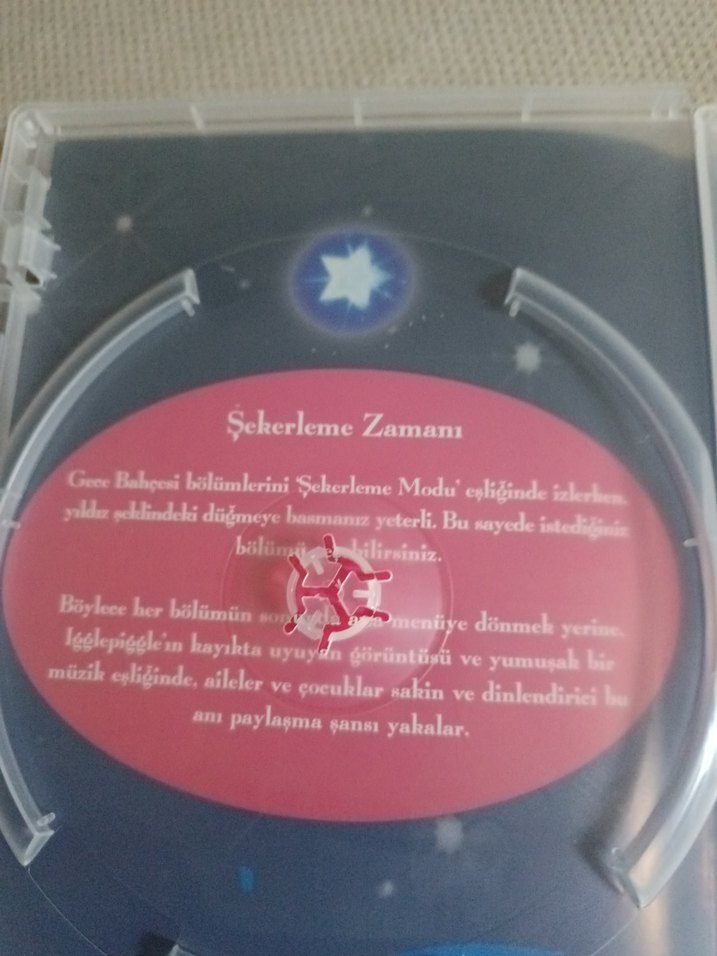 Şekerleme Zamanı
Gece Bahçesi bölümlerini 'Şekerleme Modu' eşliğinde izlerken,
yıldız şeklindeki düğmeye basmanız yeterli. Bu sayede istediğiniz
bölümü
Böylece her bölümün sonunda ana menüye dönmek yerine,
Igglepiggle'ın kayıkta uyuyan görüntüsü ve yumuşak bir
müzik eşliğinde, aileler ve çocuklar sakin ve dinlendirici bu
anı paylaşma şansı yakalar.